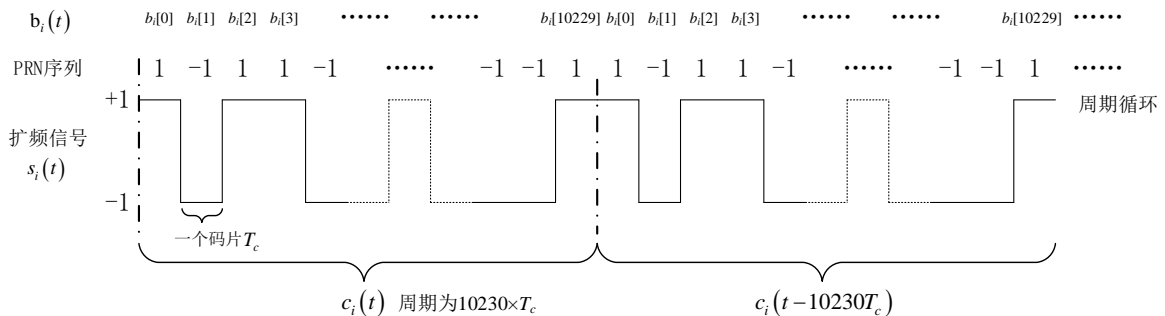 b_i(t) b_i[0] b_i[1] b_i[2] b_i[3] ...... ...... b_i[10229] b_i[0] b_i[1] b_i[2] b_i[3] ...... ...... b_i[10229] ......
PRN序列 1 -1 1 1 -1 ...... -1 -1 1 1 -1 1 1 -1 ...... -1 -1 1 ......
+1
周期循环
扩频信号
s_i(t)
-1
一个码片T_c
c_i(t) 周期为10230×T_c
c_i(t-10230T_c)